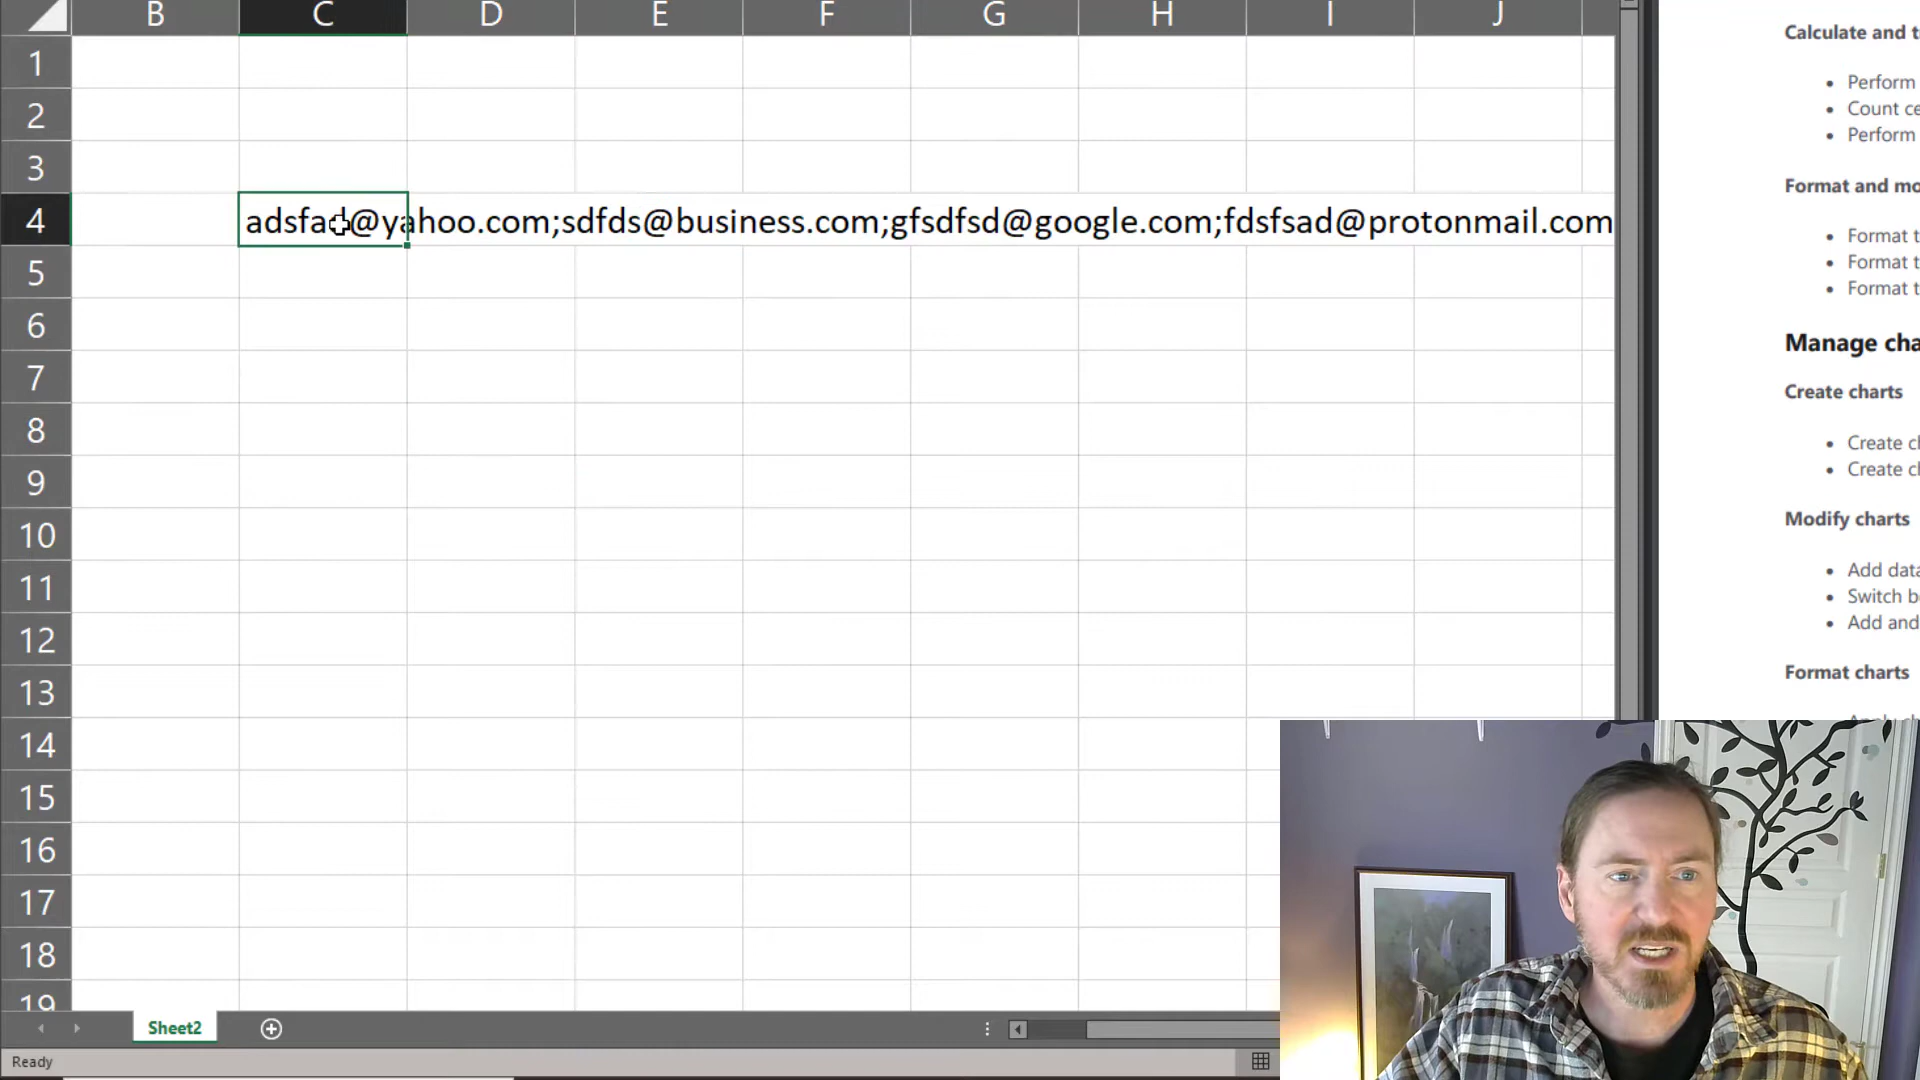 B C D E F G H I J
1
2
3
4 adsfad@yahoo.com;sdfds@business.com;gfsdfsd@google.com;fdsfsad@protonmail.com
5
6
7
8
9
10
11
12
13
14
15
16
17
18
19
Sheet2
Ready
Calculate and t
• Perform
• Count ce
• Perform
Format and mo
• Format t
• Format t
• Format t
Manage cha
Create charts
• Create cl
• Create cl
Modify charts
• Add data
• Switch b
• Add and
Format charts